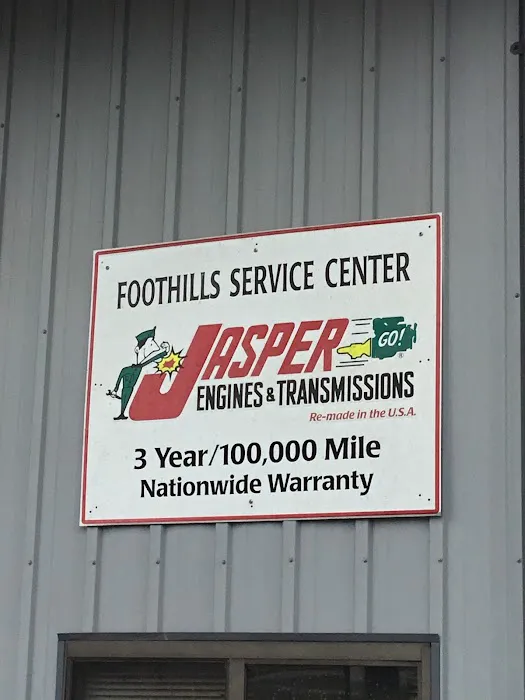 FOOTHILLS SERVICE CENTER
JASPER GO!®
ENGINES & TRANSMISSIONS
Re-made in the U.S.A.
3 Year/100,000 Mile
Nationwide Warranty